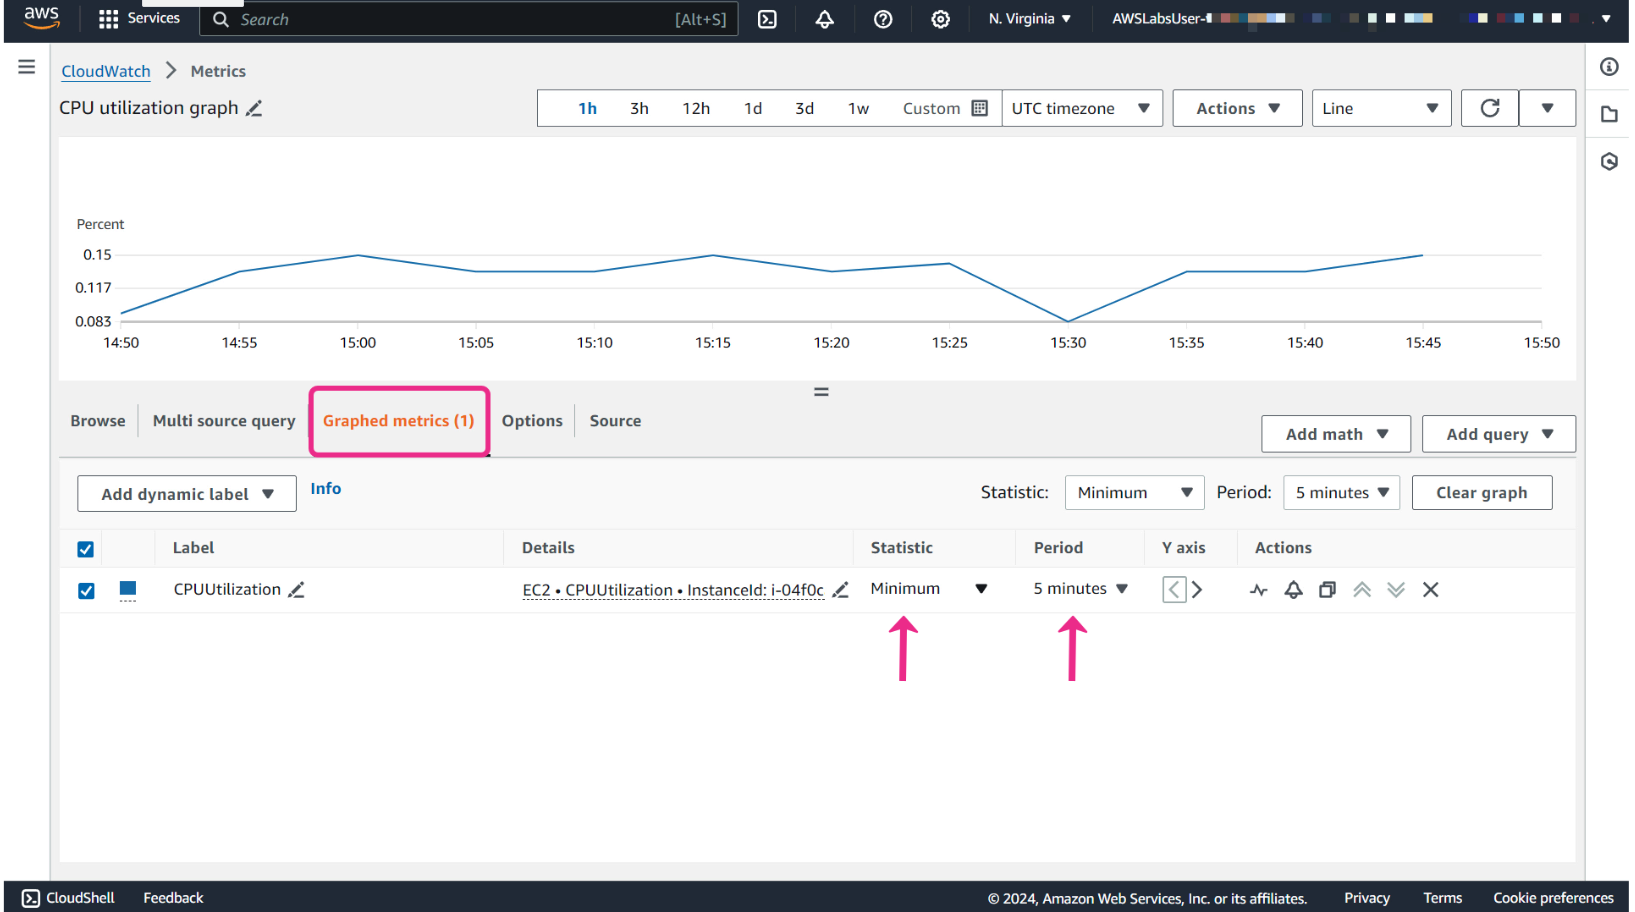 aws
Services
Search
[Alt+S]
N. Virginia
AWSLabsUser-
CloudWatch
Metrics
CPU utilization graph
1h
3h
12h
1d
3d
1w
Custom
UTC timezone
Actions
Line
Percent
0.15
0.117
0.083
14:50
14:55
15:00
15:05
15:10
15:15
15:20
15:25
15:30
15:35
15:40
15:45
15:50
Browse
Multi source query
Graphed metrics (1)
Options
Source
Add math
Add query
Add dynamic label
Info
Statistic:
Minimum
Period:
5 minutes
Clear graph
Label
Details
Statistic
Period
Y axis
Actions
CPUUtilization
EC2 • CPUUtilization • InstanceId: i-04f0c
Minimum
5 minutes
CloudShell
Feedback
© 2024, Amazon Web Services, Inc. or its affiliates.
Privacy
Terms
Cookie preferences